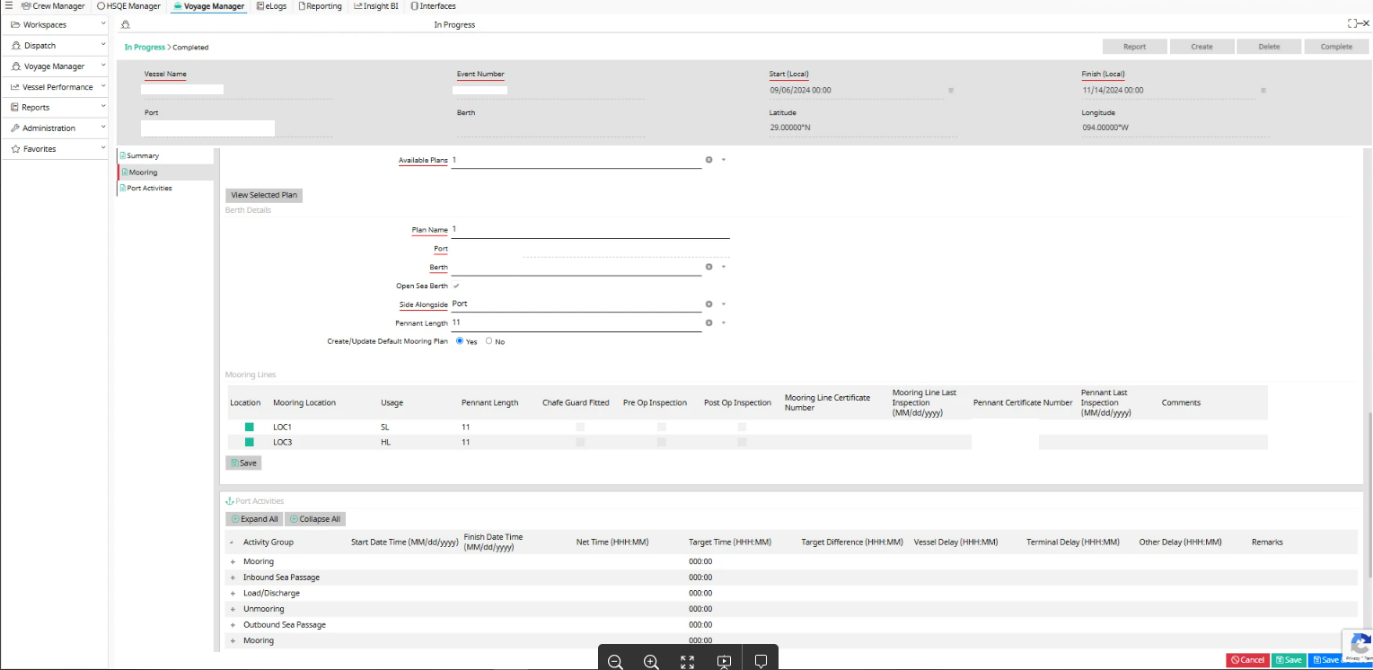 Crew Manager HSQE Manager Voyage Manager eLogs Reporting Insight BI Interfaces
Workspaces
Dispatch
Voyage Manager
Vessel Performance
Reports
Administration
Favorites
In Progress
In Progress > Completed
Report Create Delete Complete
Vessel Name Event Number Start (Local) Finish (Local)
09/06/2024 00:00 11/14/2024 00:00
Port Berth Latitude Longitude
29.00000°N 094.00000°W
Summary
Mooring
Port Activities
Available Plans 1
View Selected Plan
Berth Details
Plan Name 1
Port
Berth
Open Sea Berth
Side Alongside Port
Pennant Length 11
Create/Update Default Mooring Plan Yes No
Mooring Lines
Location Mooring Location Usage Pennant Length Chafe Guard Fitted Pre Op Inspection Post Op Inspection Mooring Line Certificate Number Mooring Line Last Inspection (MM/dd/yyyy) Pennant Certificate Number Pennant Last Inspection (MM/dd/yyyy) Comments
LOC1 SL 11
LOC3 HL 11
Save
Port Activities
Expand All Collapse All
Activity Group Start Date Time (MM/dd/yyyy) Finish Date Time (MM/dd/yyyy) Net Time (HHH:MM) Target Time (HHH:MM) Target Difference (HHH:MM) Vessel Delay (HHH:MM) Terminal Delay (HHH:MM) Other Delay (HHH:MM) Remarks
+ Mooring 000:00
+ Inbound Sea Passage 000:00
+ Load/Discharge 000:00
+ Unmooring 000:00
+ Outbound Sea Passage 000:00
+ Mooring 000:00
Cancel Save Save